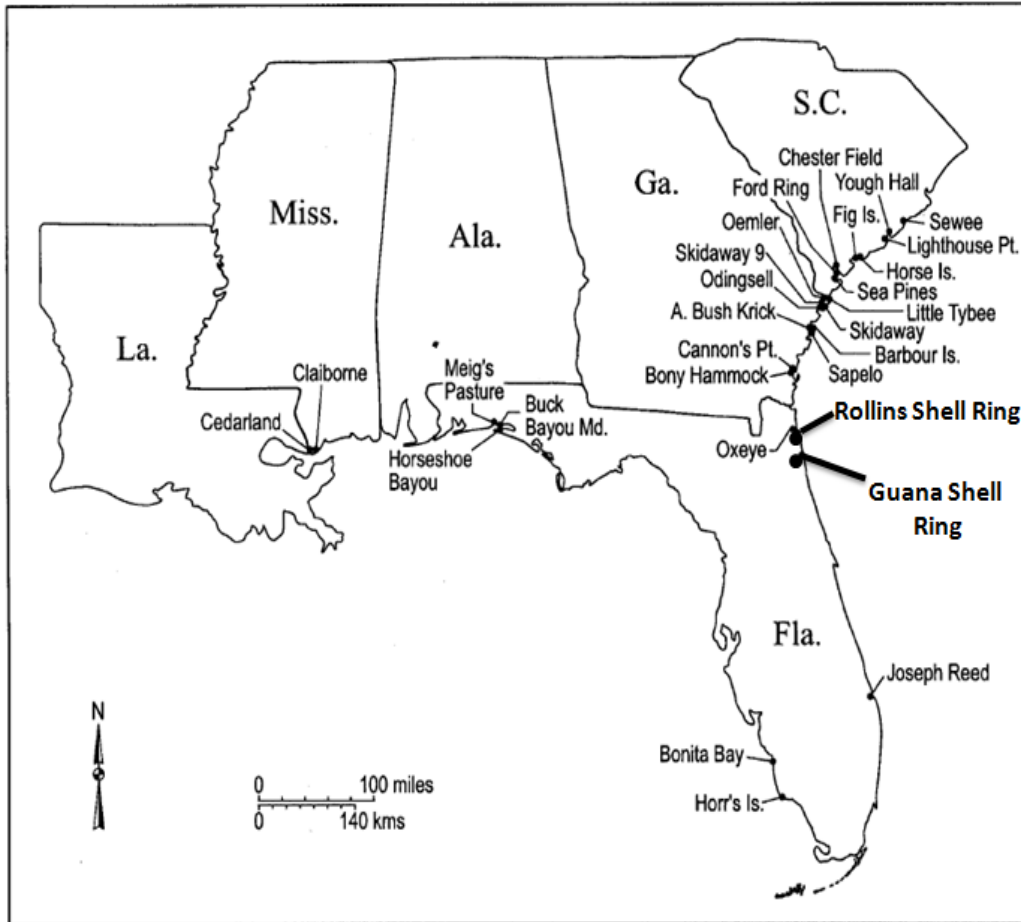 S.C.
Chester Field
Ga.
Ford Ring
Yough Hall
Miss.
Ala.
Oemler
Fig Is.
Sewee
Lighthouse Pt.
Skidaway 9
Horse Is.
Odingsell
Sea Pines
Little Tybee
A. Bush Krick
Skidaway
La.
Barbour Is.
Cannon's Pt.
Sapelo
Claiborne
Meig's
Pasture
Bony Hammock
Buck
Bayou Md.
Cedarland
Rollins Shell Ring
Oxeye
Horseshoe
Bayou
Guana Shell
Ring
Fla.
Joseph Reed
N
Bonita Bay
0 100 miles
Horr's Is.
0 140 kms